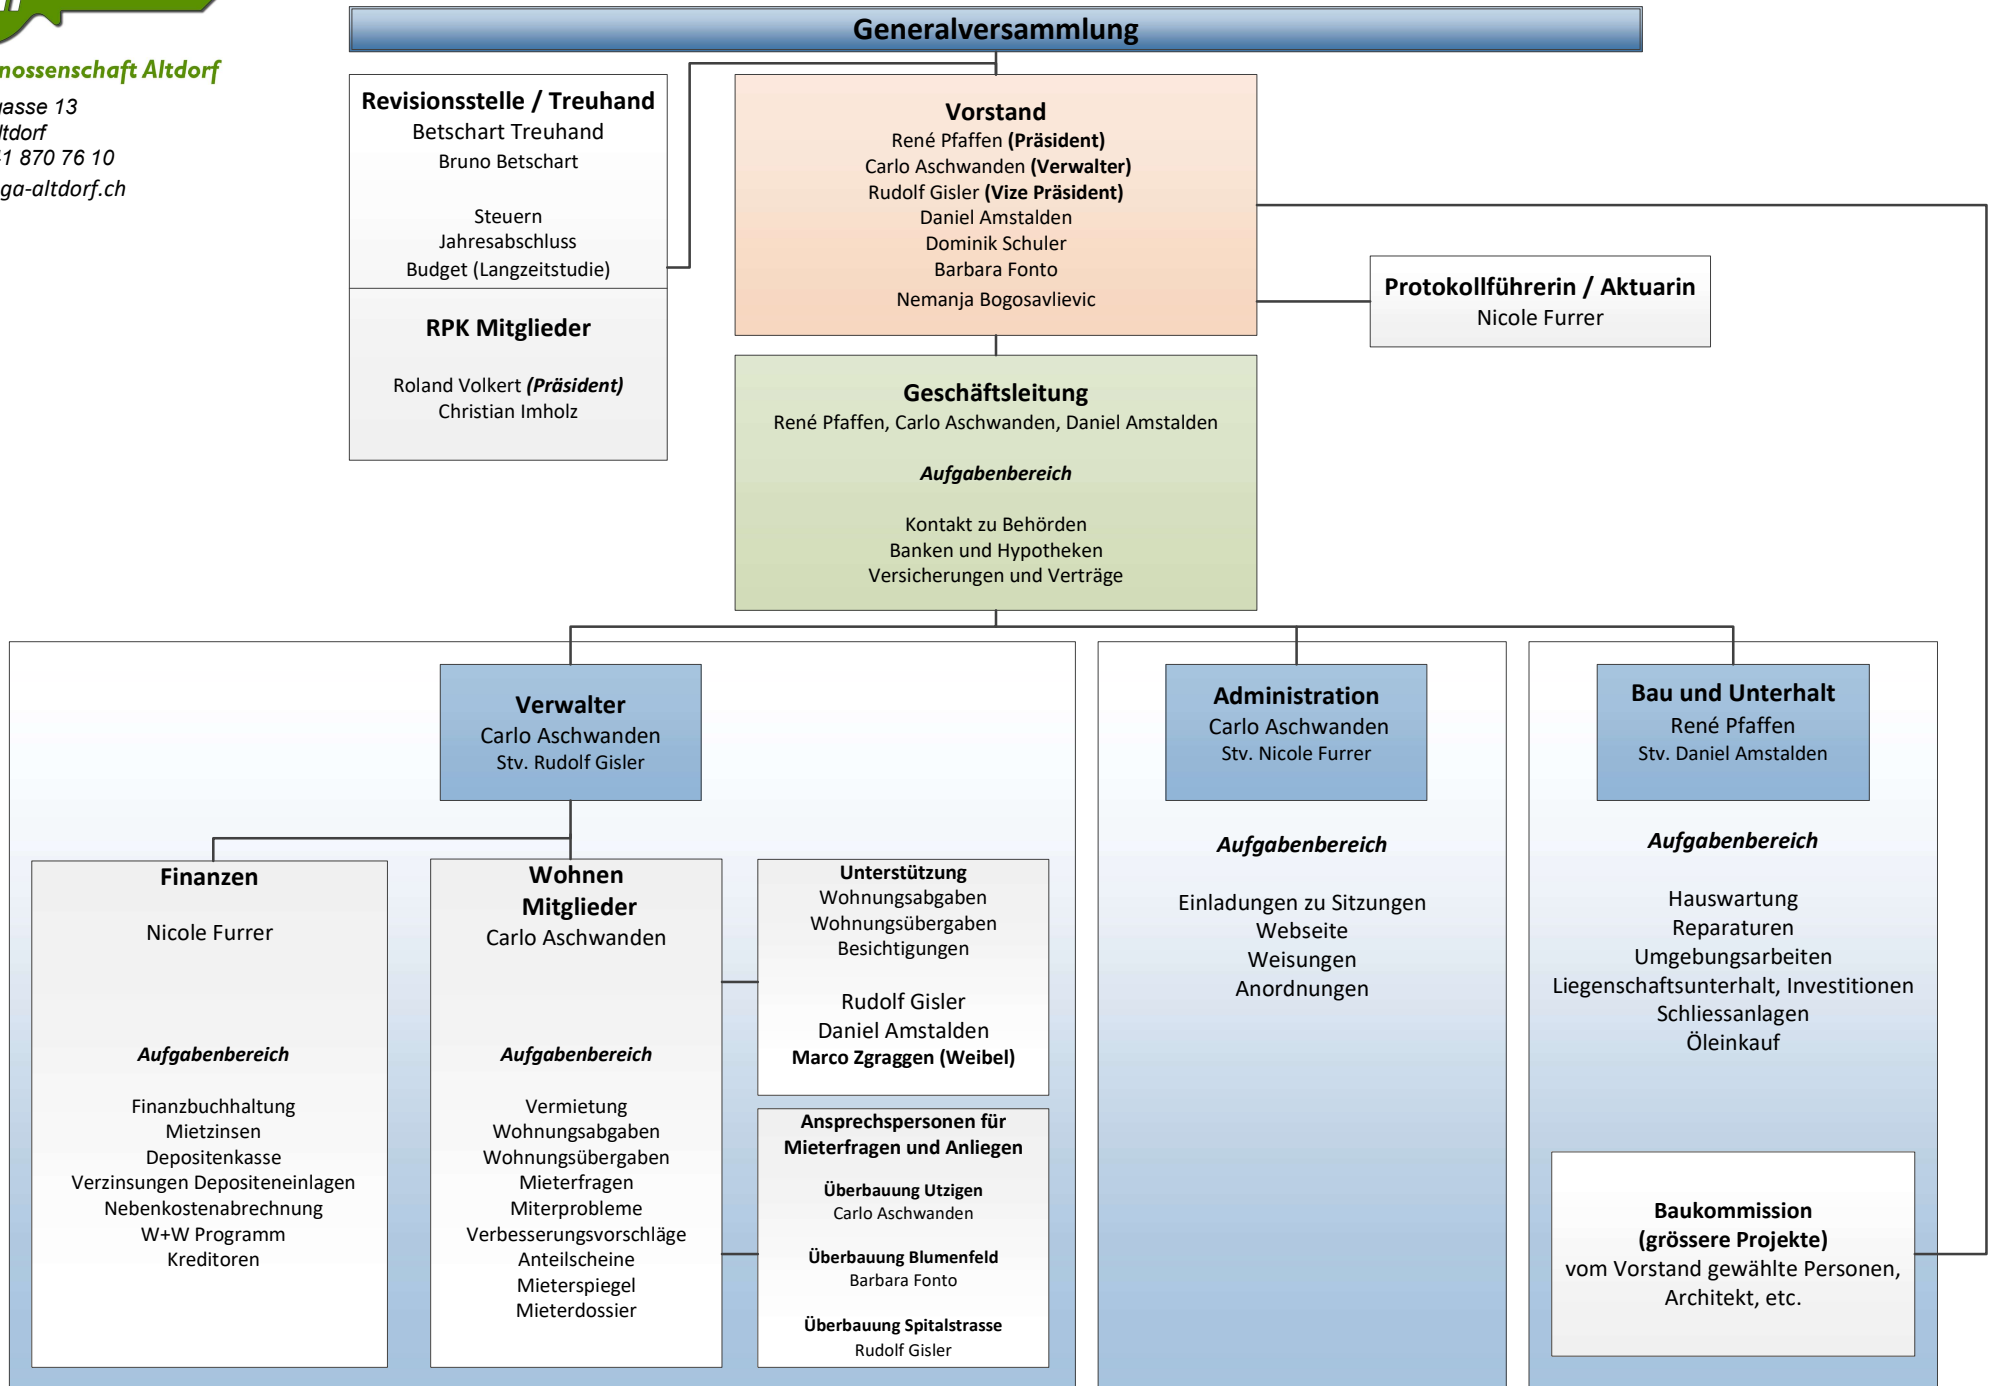 Generalversammlung
nossenschaft Altdorf
gasse 13
ltdorf
41 870 76 10
ga-altdorf.ch
Revisionsstelle / Treuhand
Betschart Treuhand
Bruno Betschart
Steuern
Jahresabschluss
Budget (Langzeitstudie)
RPK Mitglieder
Roland Volkert (Präsident)
Christian Imholz
Vorstand
René Pfaffen (Präsident)
Carlo Aschwanden (Verwalter)
Rudolf Gisler (Vize Präsident)
Daniel Amstalden
Dominik Schuler
Barbara Fonto
Nemanja Bogosavlievic
Protokollführerin / Aktuarin
Nicole Furrer
Geschäftsleitung
René Pfaffen, Carlo Aschwanden, Daniel Amstalden
Aufgabenbereich
Kontakt zu Behörden
Banken und Hypotheken
Versicherungen und Verträge
Verwalter
Carlo Aschwanden
Stv. Rudolf Gisler
Finanzen
Nicole Furrer
Aufgabenbereich
Finanzbuchhaltung
Mietzinsen
Depositenkasse
Verzinsungen Depositeneinlagen
Nebenkostenabrechnung
W+W Programm
Kreditoren
Wohnen
Mitglieder
Carlo Aschwanden
Aufgabenbereich
Vermietung
Wohnungsabgaben
Wohnungsübergaben
Mieterfragen
Miterprobleme
Verbesserungsvorschläge
Anteilscheine
Mieterspiegel
Mieterdossier
Unterstützung
Wohnungsabgaben
Wohnungsübergaben
Besichtigungen
Rudolf Gisler
Daniel Amstalden
Marco Zgraggen (Weibel)
Ansprechspersonen für
Mieterfragen und Anliegen
Überbauung Utzigen
Carlo Aschwanden
Überbauung Blumenfeld
Barbara Fonto
Überbauung Spitalstrasse
Rudolf Gisler
Administration
Carlo Aschwanden
Stv. Nicole Furrer
Aufgabenbereich
Einladungen zu Sitzungen
Webseite
Weisungen
Anordnungen
Bau und Unterhalt
René Pfaffen
Stv. Daniel Amstalden
Aufgabenbereich
Hauswartung
Reparaturen
Umgebungsarbeiten
Liegenschaftsunterhalt, Investitionen
Schliessanlagen
Öleinkauf
Baukommission
(grössere Projekte)
vom Vorstand gewählte Personen,
Architekt, etc.